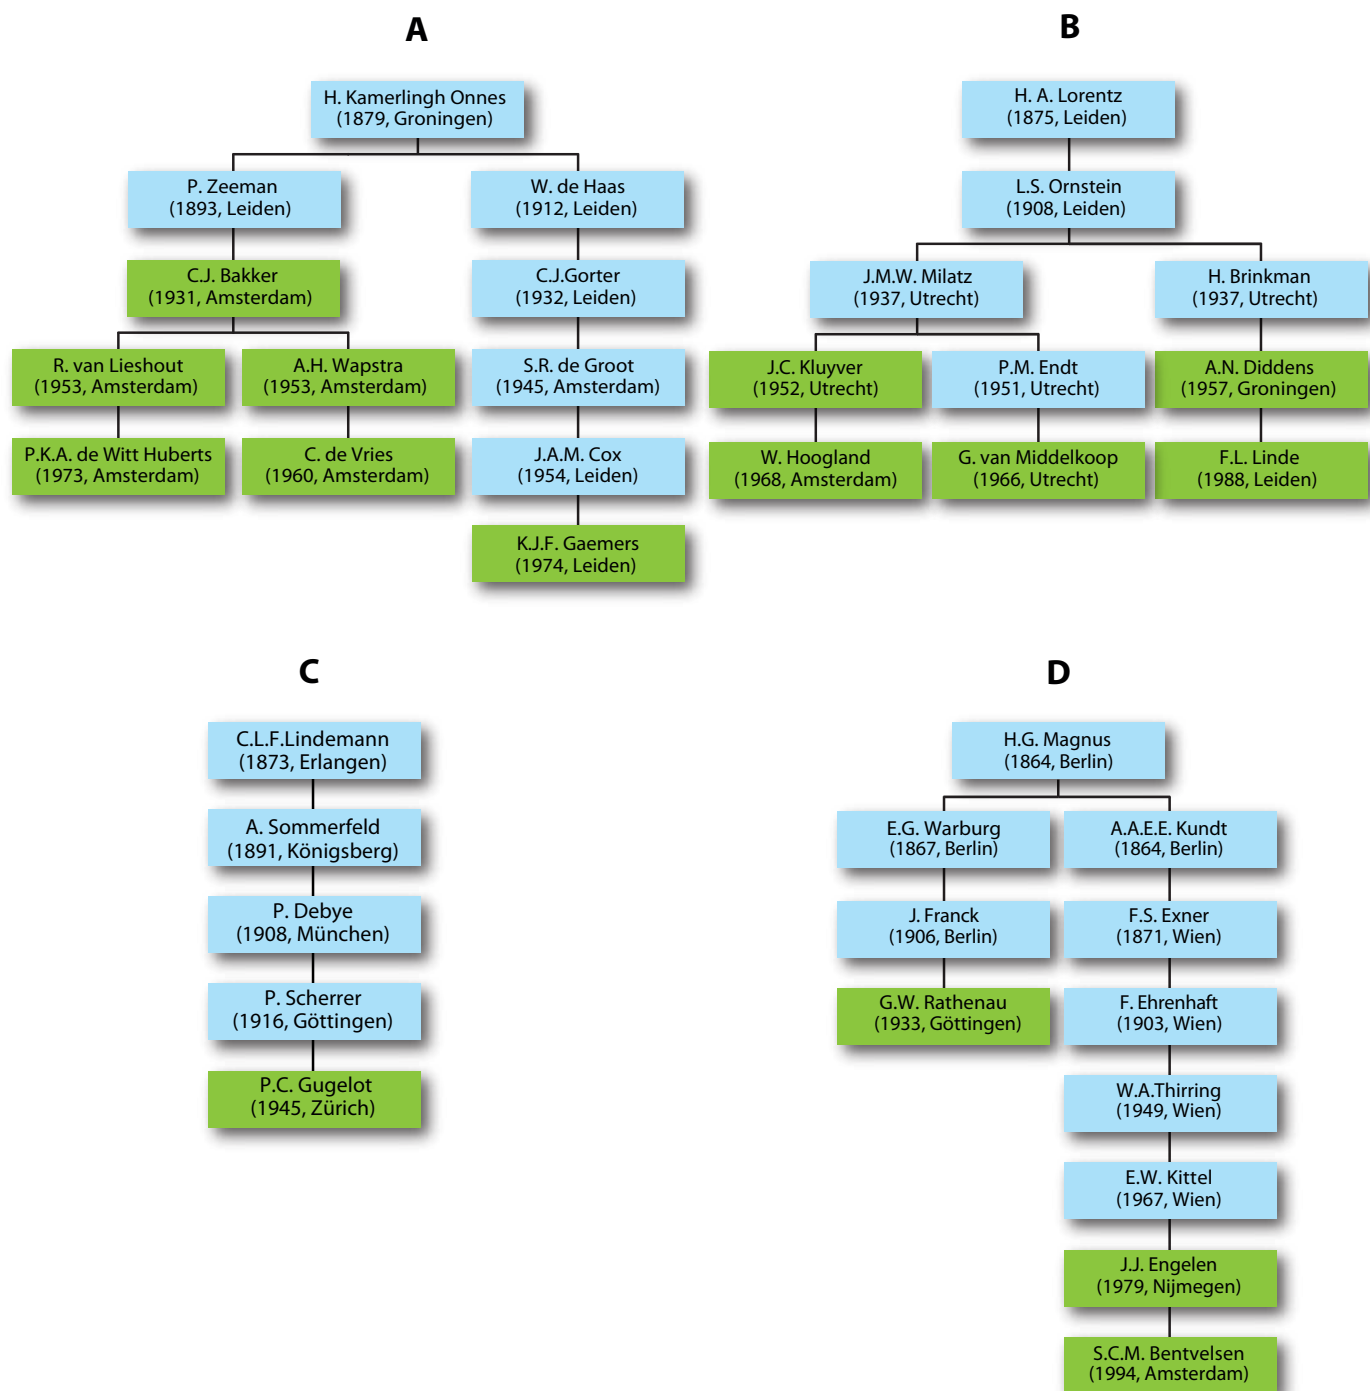 A
H. Kamerlingh Onnes
(1879, Groningen)
P. Zeeman
(1893, Leiden)
W. de Haas
(1912, Leiden)
C.J. Bakker
(1931, Amsterdam)
C.J.Gorter
(1932, Leiden)
R. van Lieshout
(1953, Amsterdam)
A.H. Wapstra
(1953, Amsterdam)
S.R. de Groot
(1945, Amsterdam)
P.K.A. de Witt Huberts
(1973, Amsterdam)
C. de Vries
(1960, Amsterdam)
J.A.M. Cox
(1954, Leiden)
K.J.F. Gaemers
(1974, Leiden)
B
H. A. Lorentz
(1875, Leiden)
L.S. Ornstein
(1908, Leiden)
J.M.W. Milatz
(1937, Utrecht)
H. Brinkman
(1937, Utrecht)
J.C. Kluyver
(1952, Utrecht)
P.M. Endt
(1951, Utrecht)
A.N. Diddens
(1957, Groningen)
W. Hoogland
(1968, Amsterdam)
G. van Middelkoop
(1966, Utrecht)
F.L. Linde
(1988, Leiden)
C
C.L.F.Lindemann
(1873, Erlangen)
A. Sommerfeld
(1891, Königsberg)
P. Debye
(1908, München)
P. Scherrer
(1916, Göttingen)
P.C. Gugelot
(1945, Zürich)
D
H.G. Magnus
(1864, Berlin)
E.G. Warburg
(1867, Berlin)
A.A.E.E. Kundt
(1864, Berlin)
J. Franck
(1906, Berlin)
F.S. Exner
(1871, Wien)
G.W. Rathenau
(1933, Göttingen)
F. Ehrenhaft
(1903, Wien)
W.A.Thirring
(1949, Wien)
E.W. Kittel
(1967, Wien)
J.J. Engelen
(1979, Nijmegen)
S.C.M. Bentvelsen
(1994, Amsterdam)